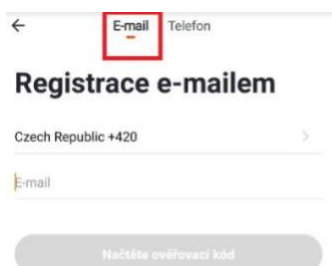 E-mail Telefon
Registrace e-mailem
Czech Republic +420
E-mail
Načtěte ověřovací kód